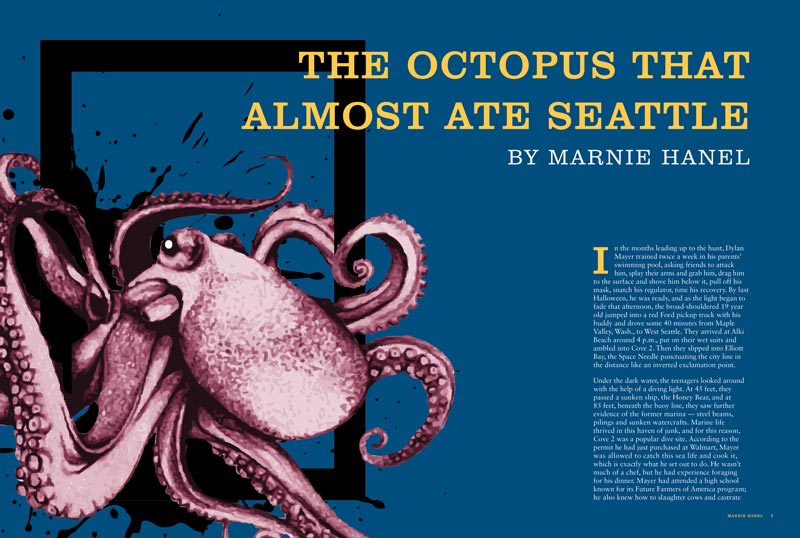 THE OCTOPUS THAT
ALMOST ATE SEATTLE
BY MARNIE HANEL
In the months leading up to the hunt, Dylan
Mayer trained twice a week in his parents'
swimming pool, asking friends to attack
him, splay their arms and grab him, drag him
to the surface and shove him below it, pull off his
mask, snatch his regulator, time his recovery. By last
Halloween, he was ready, and as the light began to
fade that afternoon, the broad-shouldered 19 year
old jumped into a red Ford pickup truck with his
buddy and drove some 40 minutes from Maple
Valley, Wash., to West Seattle. They arrived at Alki
Beach around 4 p.m., put on their wet suits and
ambled into Cove 2. Then they slipped into Elliott
Bay, the Space Needle punctuating the city line in
the distance like an inverted exclamation point.
Under the dark water, the teenagers looked around
with the help of a diving light. At 45 feet, they
passed a sunken ship, the Honey Bear, and at
85 feet, beneath the buoy line, they saw further
evidence of the former marina — steel beams,
pilings and sunken watercrafts. Marine life
thrived in this haven of junk, and for this reason,
Cove 2 was a popular dive site. According to the
permit he had just purchased at Walmart, Mayer
was allowed to catch this sea life and cook it,
which is exactly what he set out to do. He wasn't
much of a chef, but he had experience foraging
for his dinner. Mayer had attended a high school
known for its Future Farmers of America program;
he also knew how to slaughter cows and castrate
MARNIE HANEL